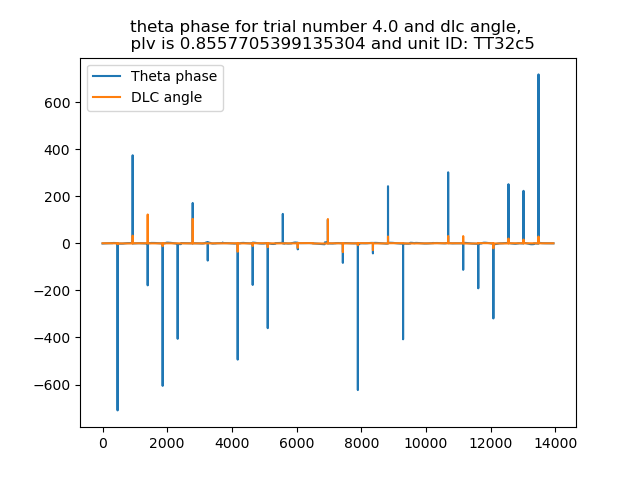 theta phase for trial number 4.0 and dlc angle,
plv is 0.8557705399135304 and unit ID: TT32c5
Theta phase
DLC angle
600
400
200
0
−200
−400
−600
0 2000 4000 6000 8000 10000 12000 14000